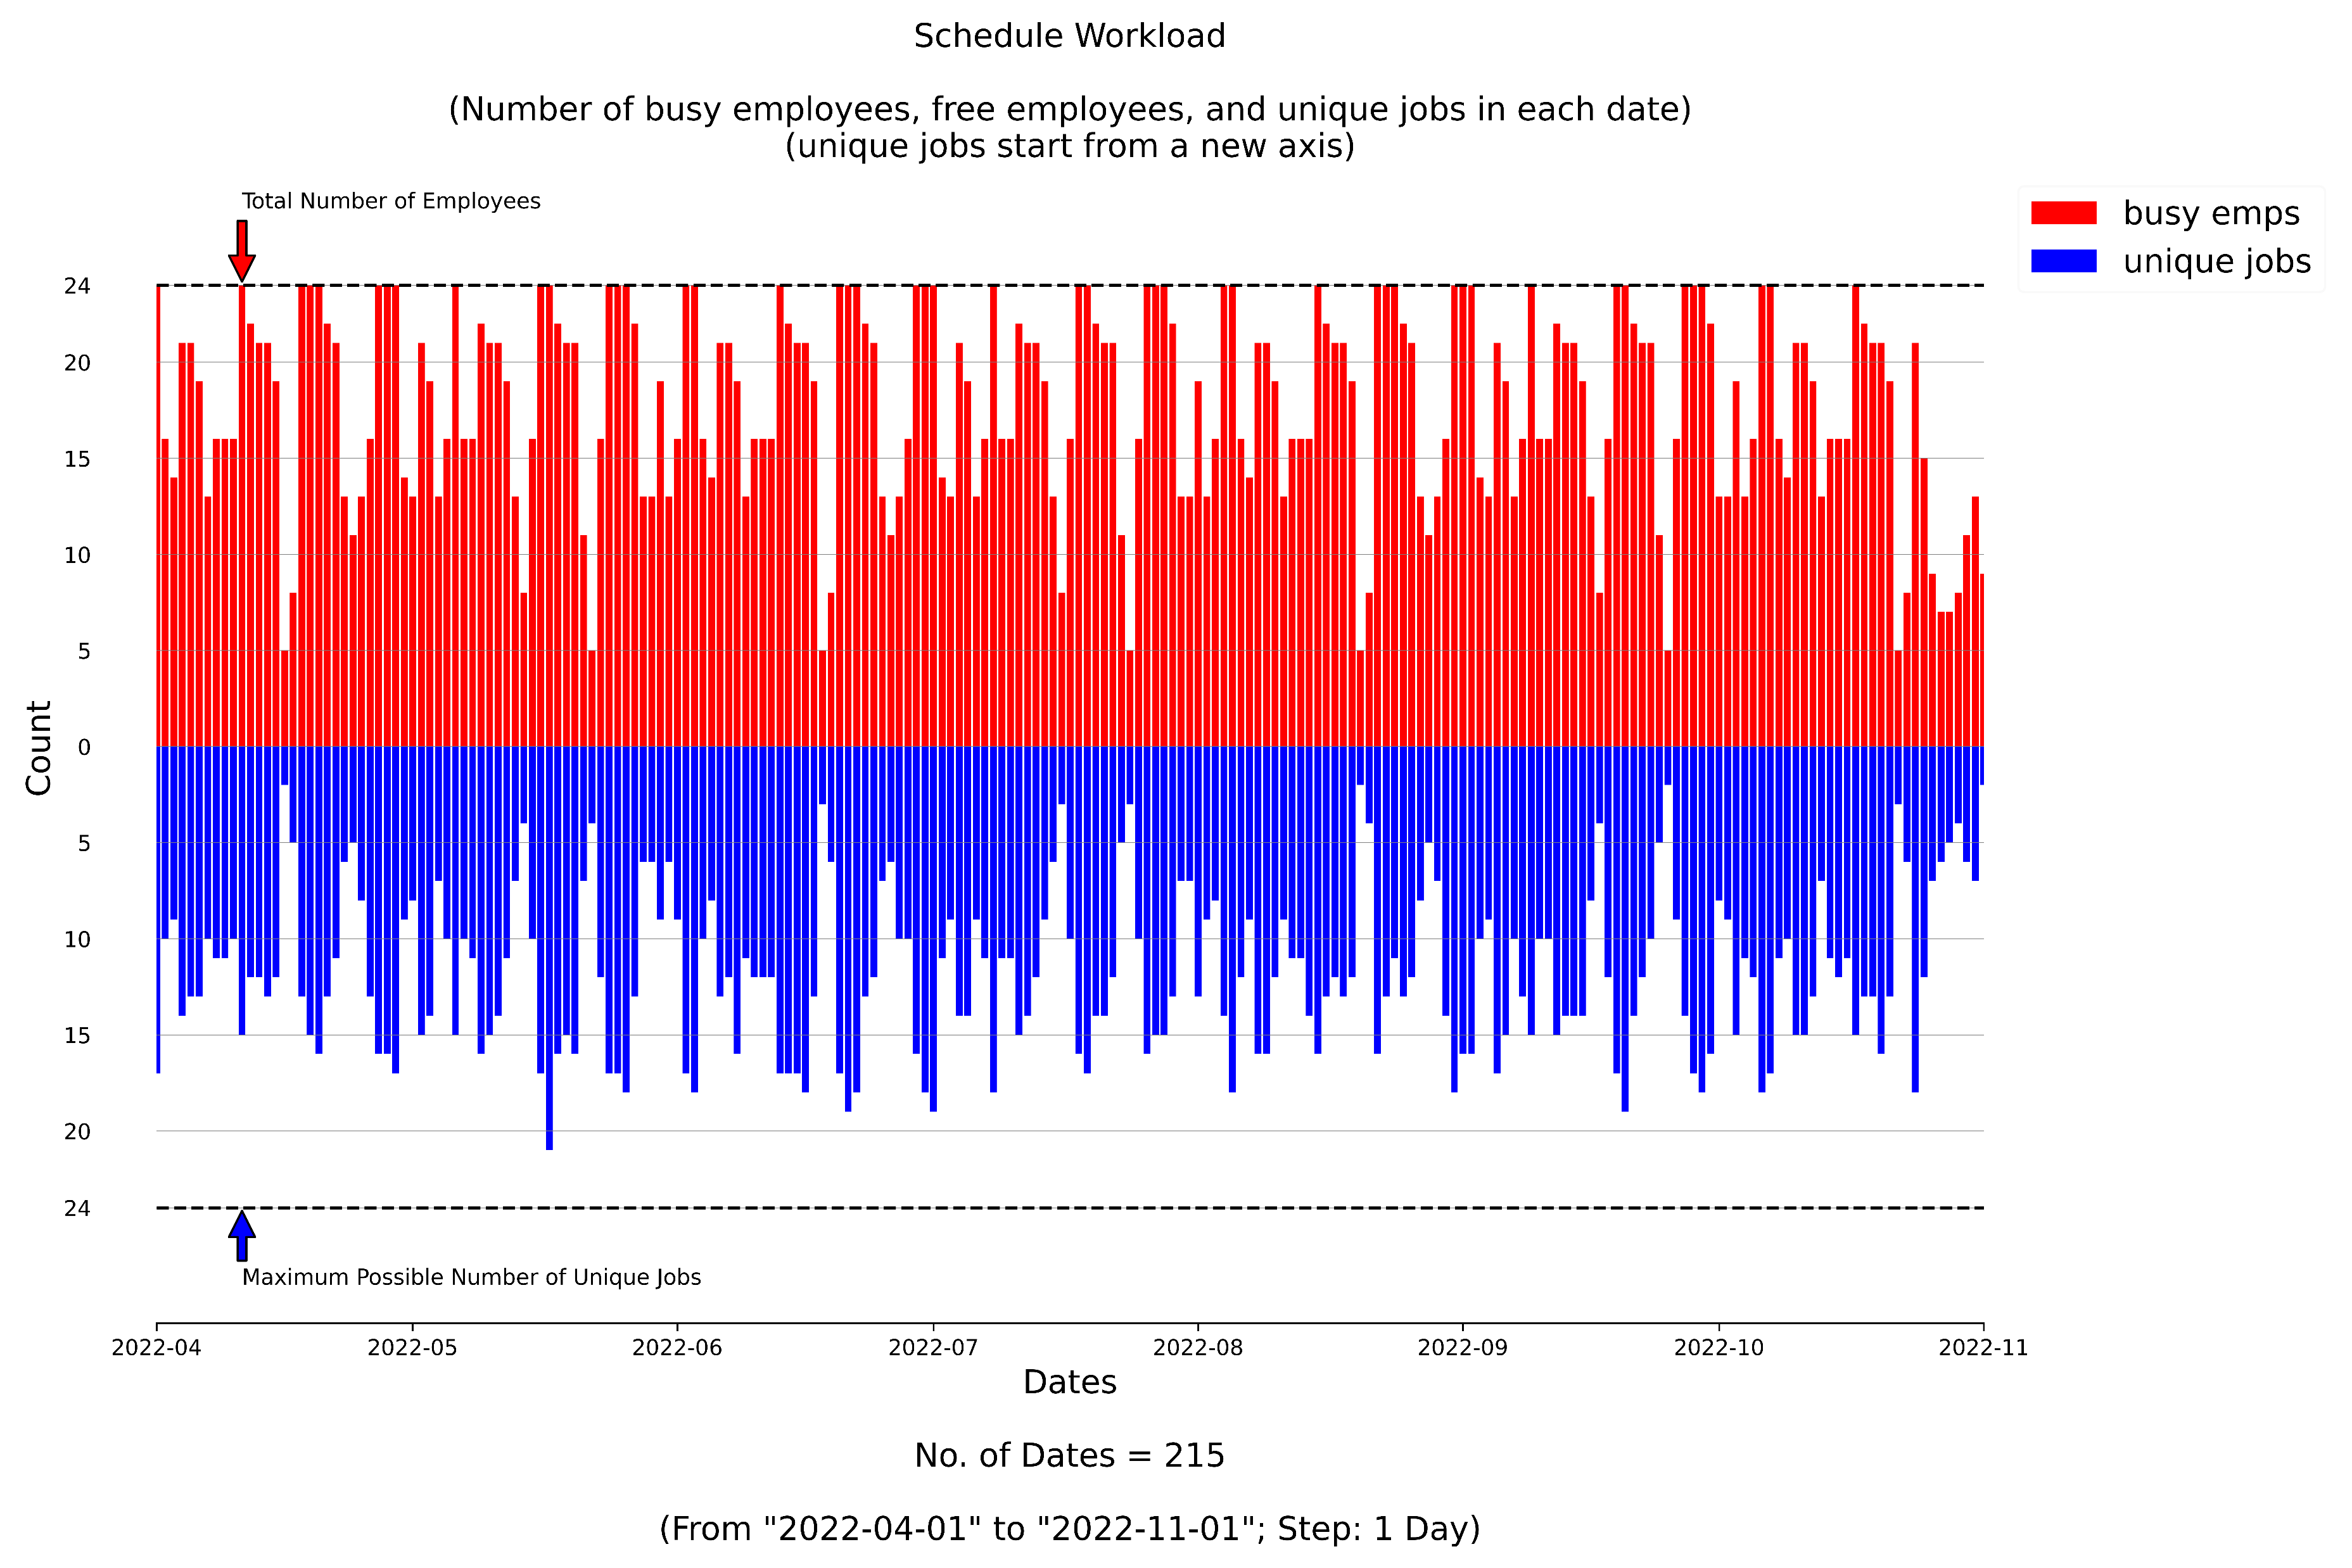 Schedule Workload
(Number of busy employees, free employees, and unique jobs in each date)
(unique jobs start from a new axis)
Total Number of Employees
busy emps
unique jobs
24
20
15
10
5
0
5
10
15
20
24
Count
Maximum Possible Number of Unique Jobs
2022-04 2022-05 2022-06 2022-07 2022-08 2022-09 2022-10 2022-11
Dates
No. of Dates = 215
(From "2022-04-01" to "2022-11-01"; Step: 1 Day)